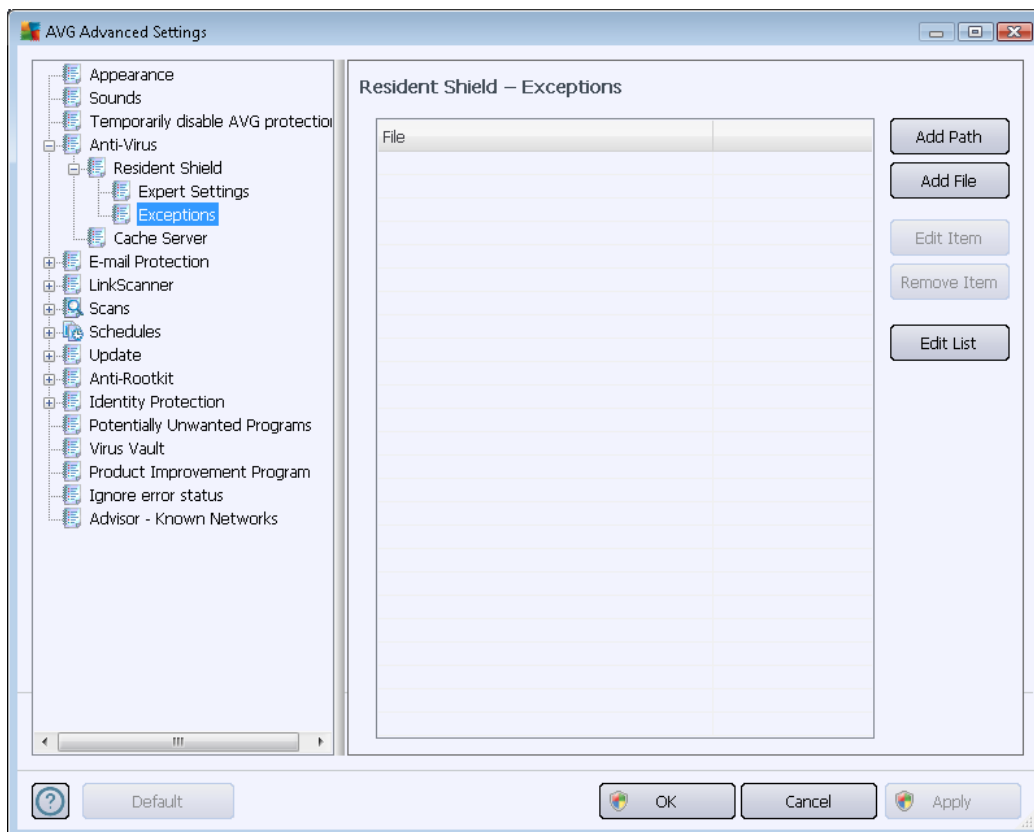 AVG Advanced Settings
Appearance
Sounds
Temporarily disable AVG protection
Anti-Virus
Resident Shield
Expert Settings
Exceptions
Cache Server
E-mail Protection
LinkScanner
Scans
Schedules
Update
Anti-Rootkit
Identity Protection
Potentially Unwanted Programs
Virus Vault
Product Improvement Program
Ignore error status
Advisor - Known Networks
Resident Shield – Exceptions
File
Add Path
Add File
Edit Item
Remove Item
Edit List
?
Default
OK
Cancel
Apply